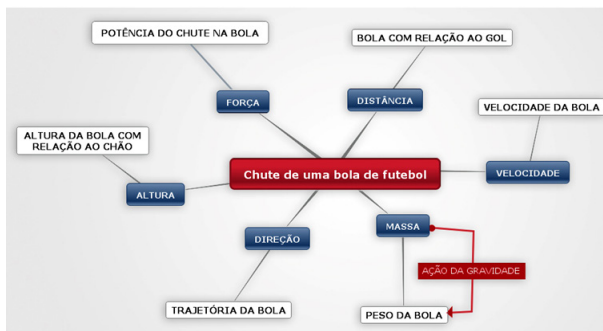 POTÊNCIA DO CHUTE NA BOLA
BOLA COM RELAÇÃO AO GOL
FORÇA
DISTÂNCIA
VELOCIDADE DA BOLA
ALTURA DA BOLA COM
RELAÇÃO AO CHÃO
Chute de uma bola de futebol
VELOCIDADE
ALTURA
MASSA
DIREÇÃO
AÇÃO DA GRAVIDADE
TRAJETÓRIA DA BOLA
PESO DA BOLA